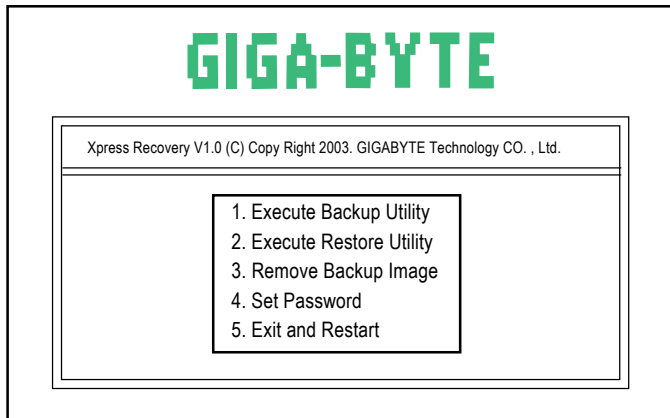 GIGA-BYTE
Xpress Recovery V1.0 (C) Copy Right 2003. GIGABYTE Technology CO. , Ltd.
1. Execute Backup Utility
2. Execute Restore Utility
3. Remove Backup Image
4. Set Password
5. Exit and Restart